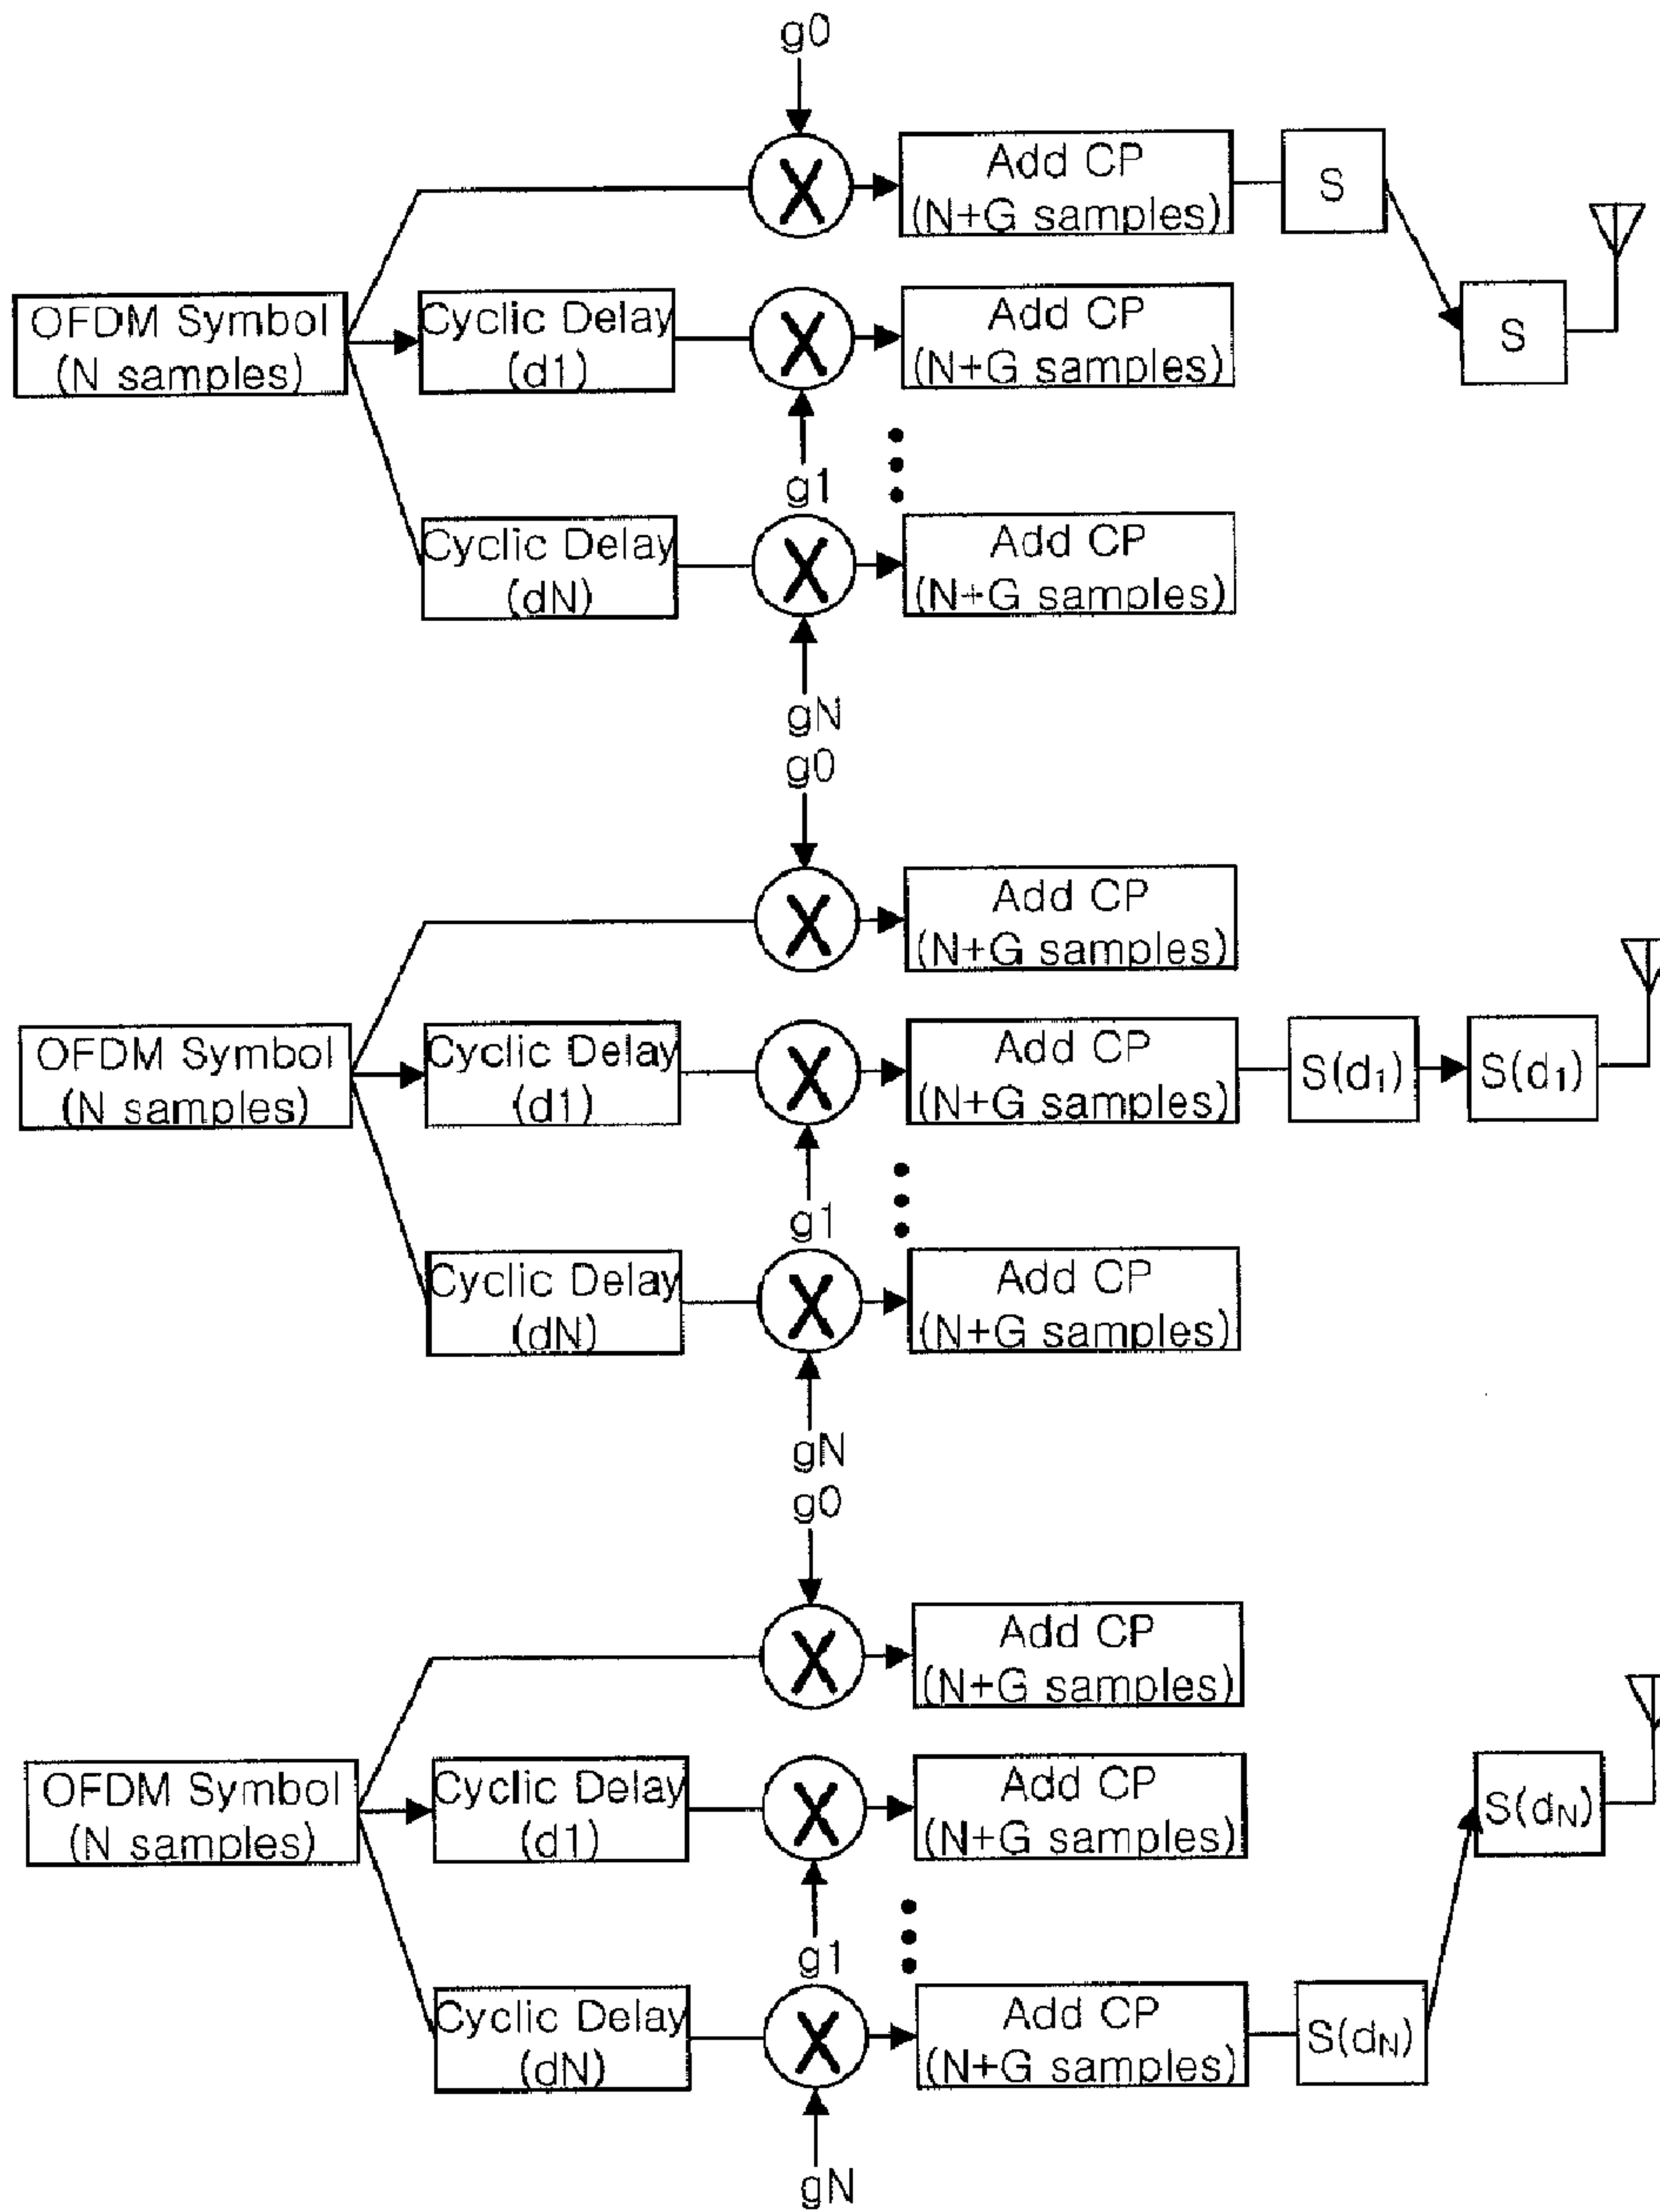 g0
X
Add CP
(N+G samples)
S
OFDM Symbol
(N samples)
Cyclic Delay
(d1)
X
Add CP
(N+G samples)
S
g1
Cyclic Delay
(dN)
X
Add CP
(N+G samples)
gN
g0
X
Add CP
(N+G samples)
OFDM Symbol
(N samples)
Cyclic Delay
(d1)
X
Add CP
(N+G samples)
S(d1)
S(d1)
g1
Cyclic Delay
(dN)
X
Add CP
(N+G samples)
gN
g0
X
Add CP
(N+G samples)
OFDM Symbol
(N samples)
Cyclic Delay
(d1)
X
Add CP
(N+G samples)
S(dN)
g1
Cyclic Delay
(dN)
X
Add CP
(N+G samples)
S(dN)
gN